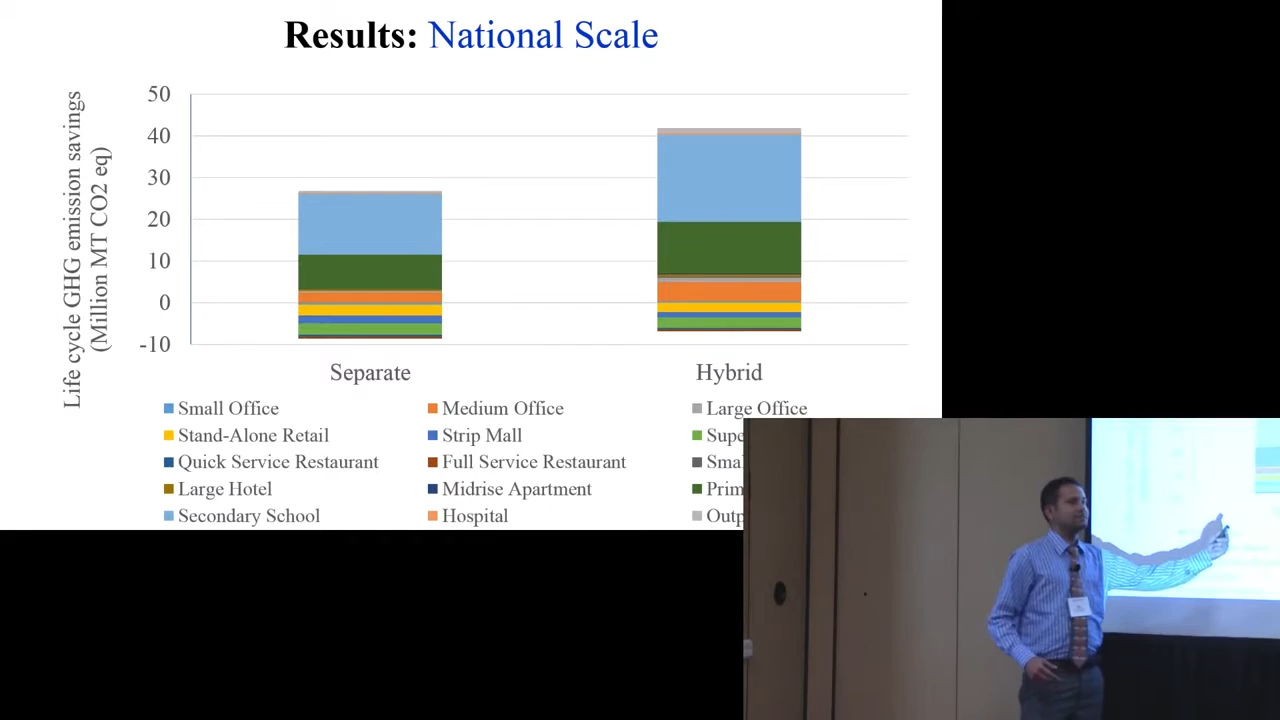 Results: National Scale
Life cycle GHG emission savings
(Million MT CO2 eq)
50
40
30
20
10
0
-10
Separate
Hybrid
Small Office
Medium Office
Large Office
Stand-Alone Retail
Strip Mall
Supe
Quick Service Restaurant
Full Service Restaurant
Smal
Large Hotel
Midrise Apartment
Prim
Secondary School
Hospital
Outp